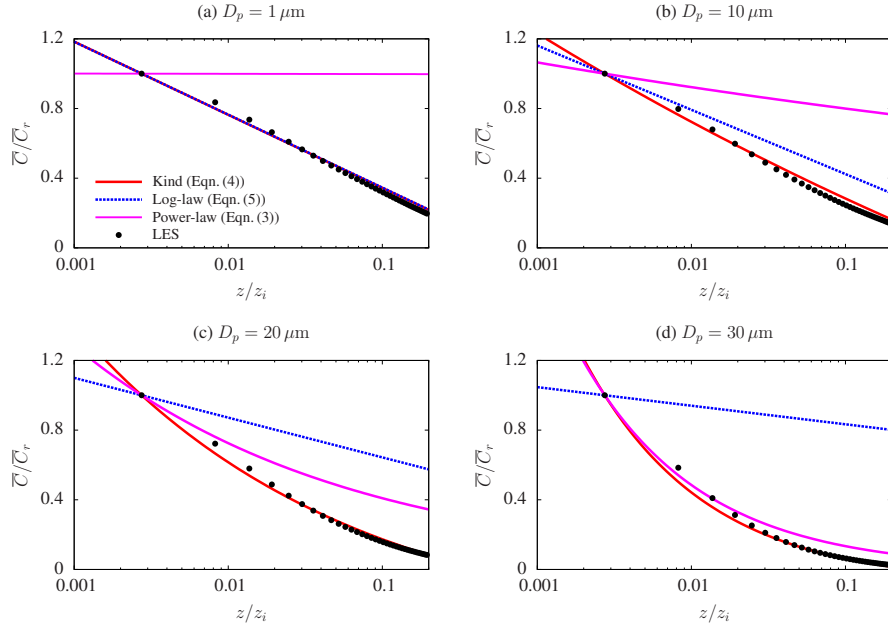 (a) D_p = 1 μm
1.2
0.8
0.4
0
C̅/C̅_r
Kind (Eqn. (4))
Log-law (Eqn. (5))
Power-law (Eqn. (3))
LES
0.001
0.01
0.1
z/z_i
(b) D_p = 10 μm
1.2
0.8
0.4
0
C̅/C̅_r
0.001
0.01
0.1
z/z_i
(c) D_p = 20 μm
1.2
0.8
0.4
0
C̅/C̅_r
0.001
0.01
0.1
z/z_i
(d) D_p = 30 μm
1.2
0.8
0.4
0
C̅/C̅_r
0.001
0.01
0.1
z/z_i